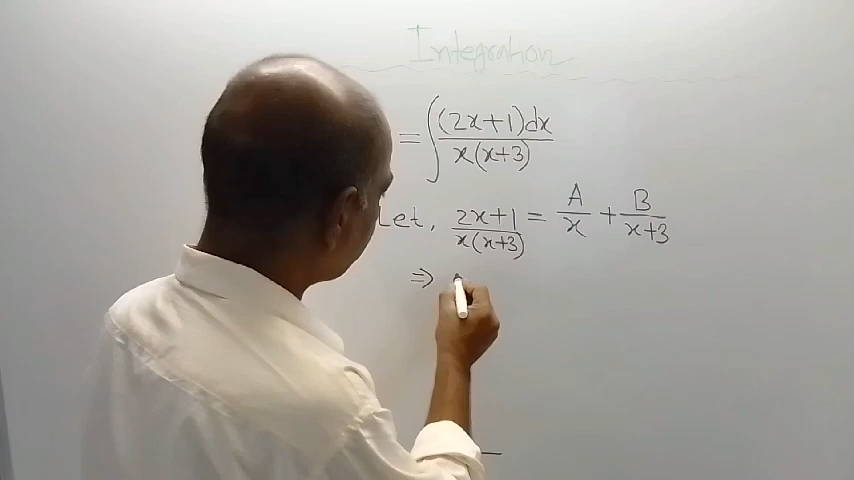 Integration
= ∫ (2x+1)dx / x(x+3)
Let, 2x+1 / x(x+3) = A/x + B/x+3
⇒